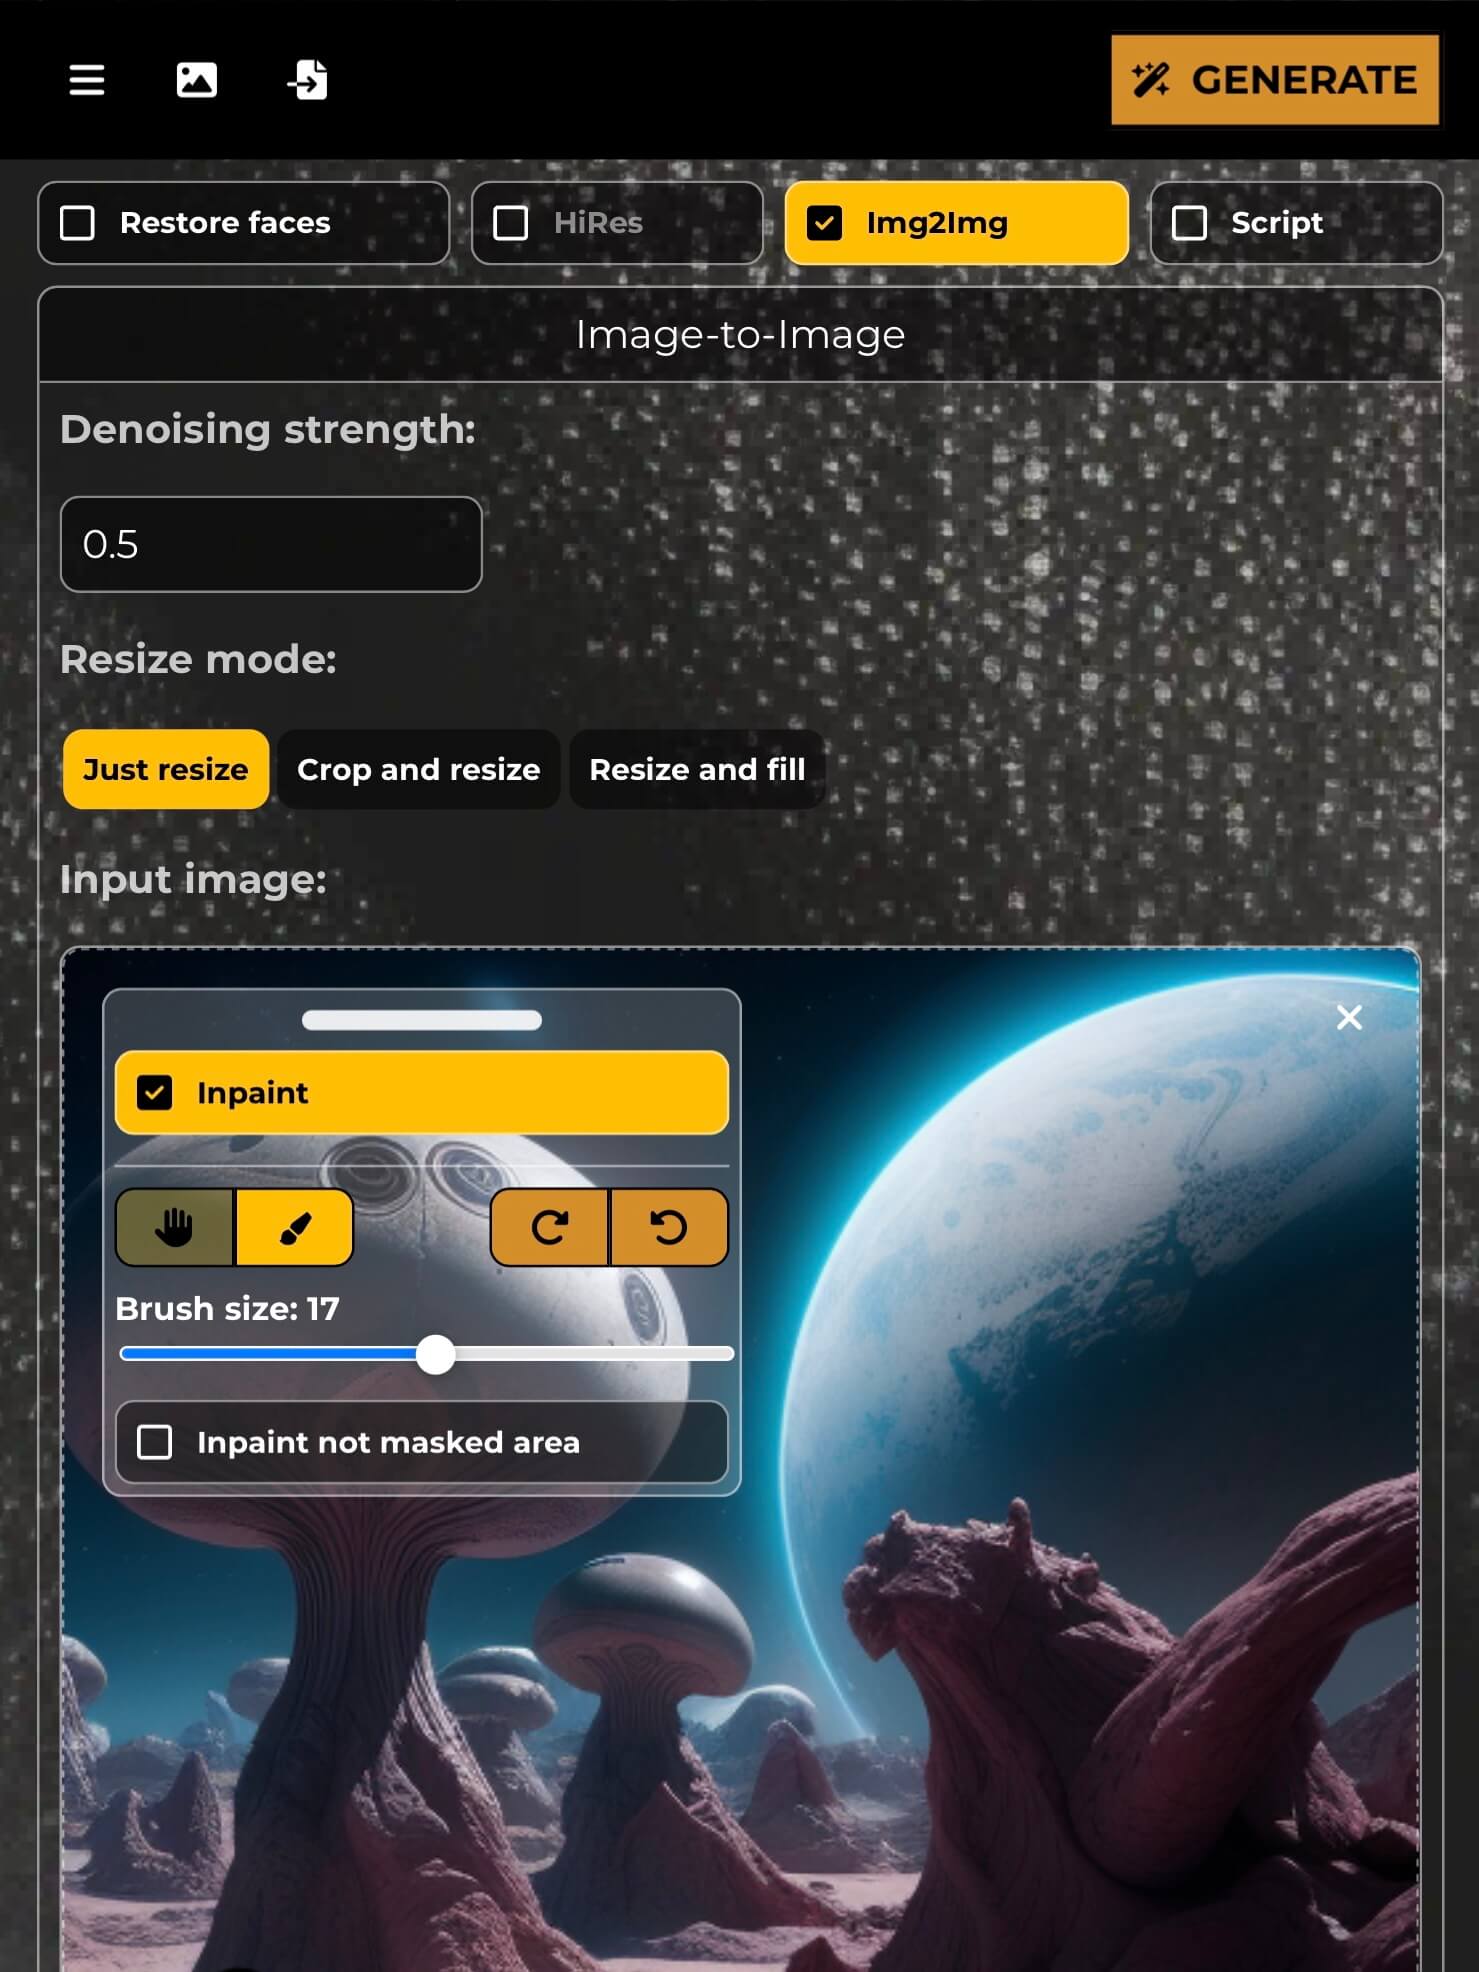 GENERATE
Restore faces
HiRes
Img2Img
Script
Image-to-Image
Denoising strength:
0.5
Resize mode:
Just resize
Crop and resize
Resize and fill
Input image:
Inpaint
Brush size: 17
Inpaint not masked area